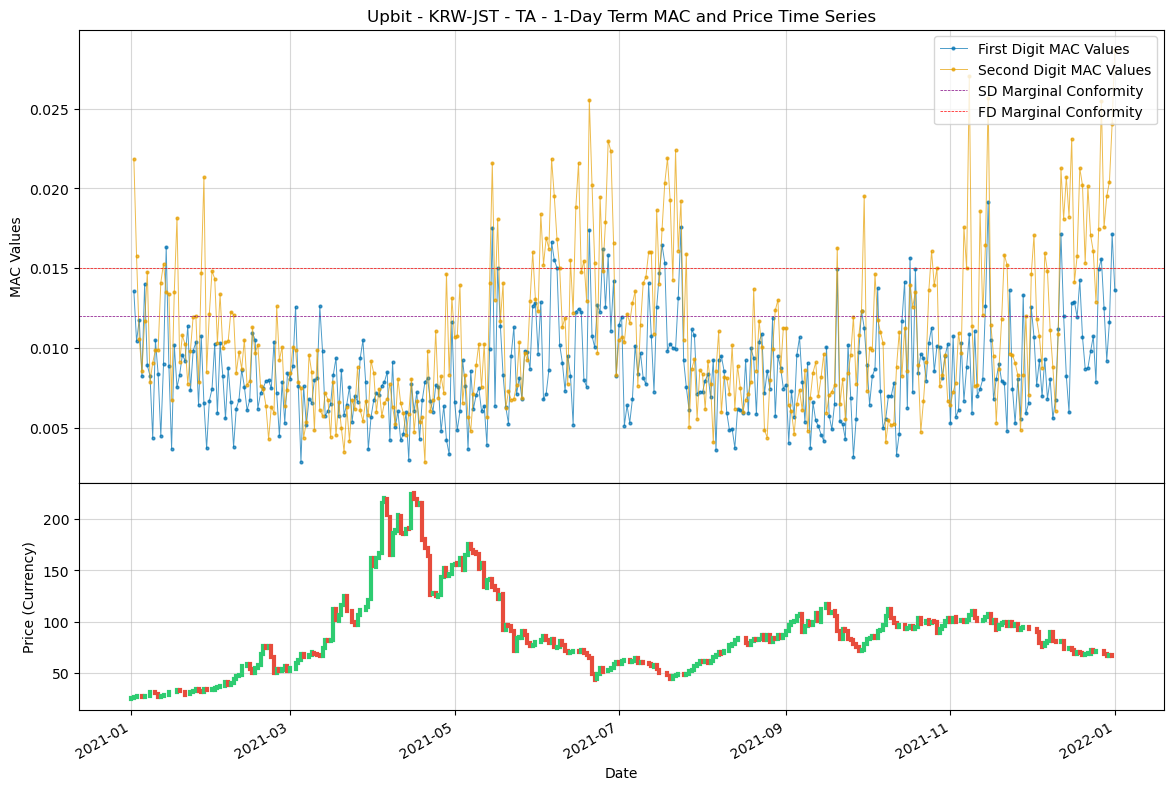 Upbit - KRW-JST - TA - 1-Day Term MAC and Price Time Series
First Digit MAC Values
Second Digit MAC Values
SD Marginal Conformity
FD Marginal Conformity
MAC Values
0.025
0.020
0.015
0.010
0.005
Price (Currency)
200
150
100
50
2021-01
2021-03
2021-05
2021-07
2021-09
2021-11
2022-01
Date